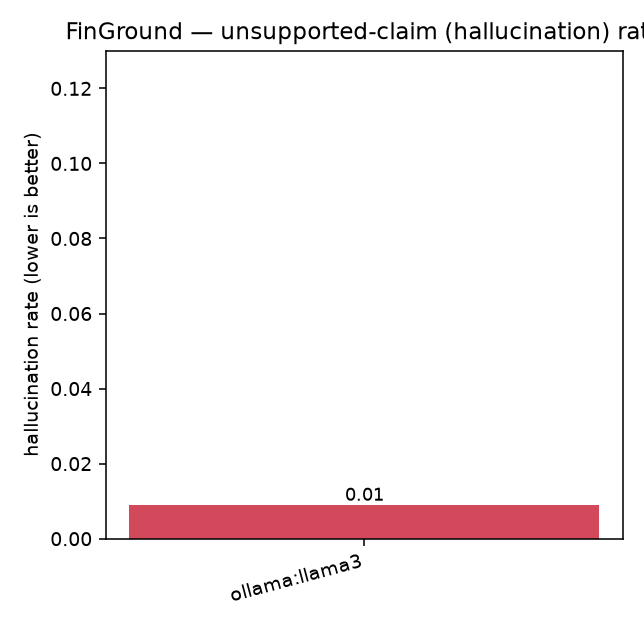 FinGround — unsupported-claim (hallucination) rat
hallucination rate (lower is better)
0.12
0.10
0.08
0.06
0.04
0.02
0.00
0.01
ollama:llama3